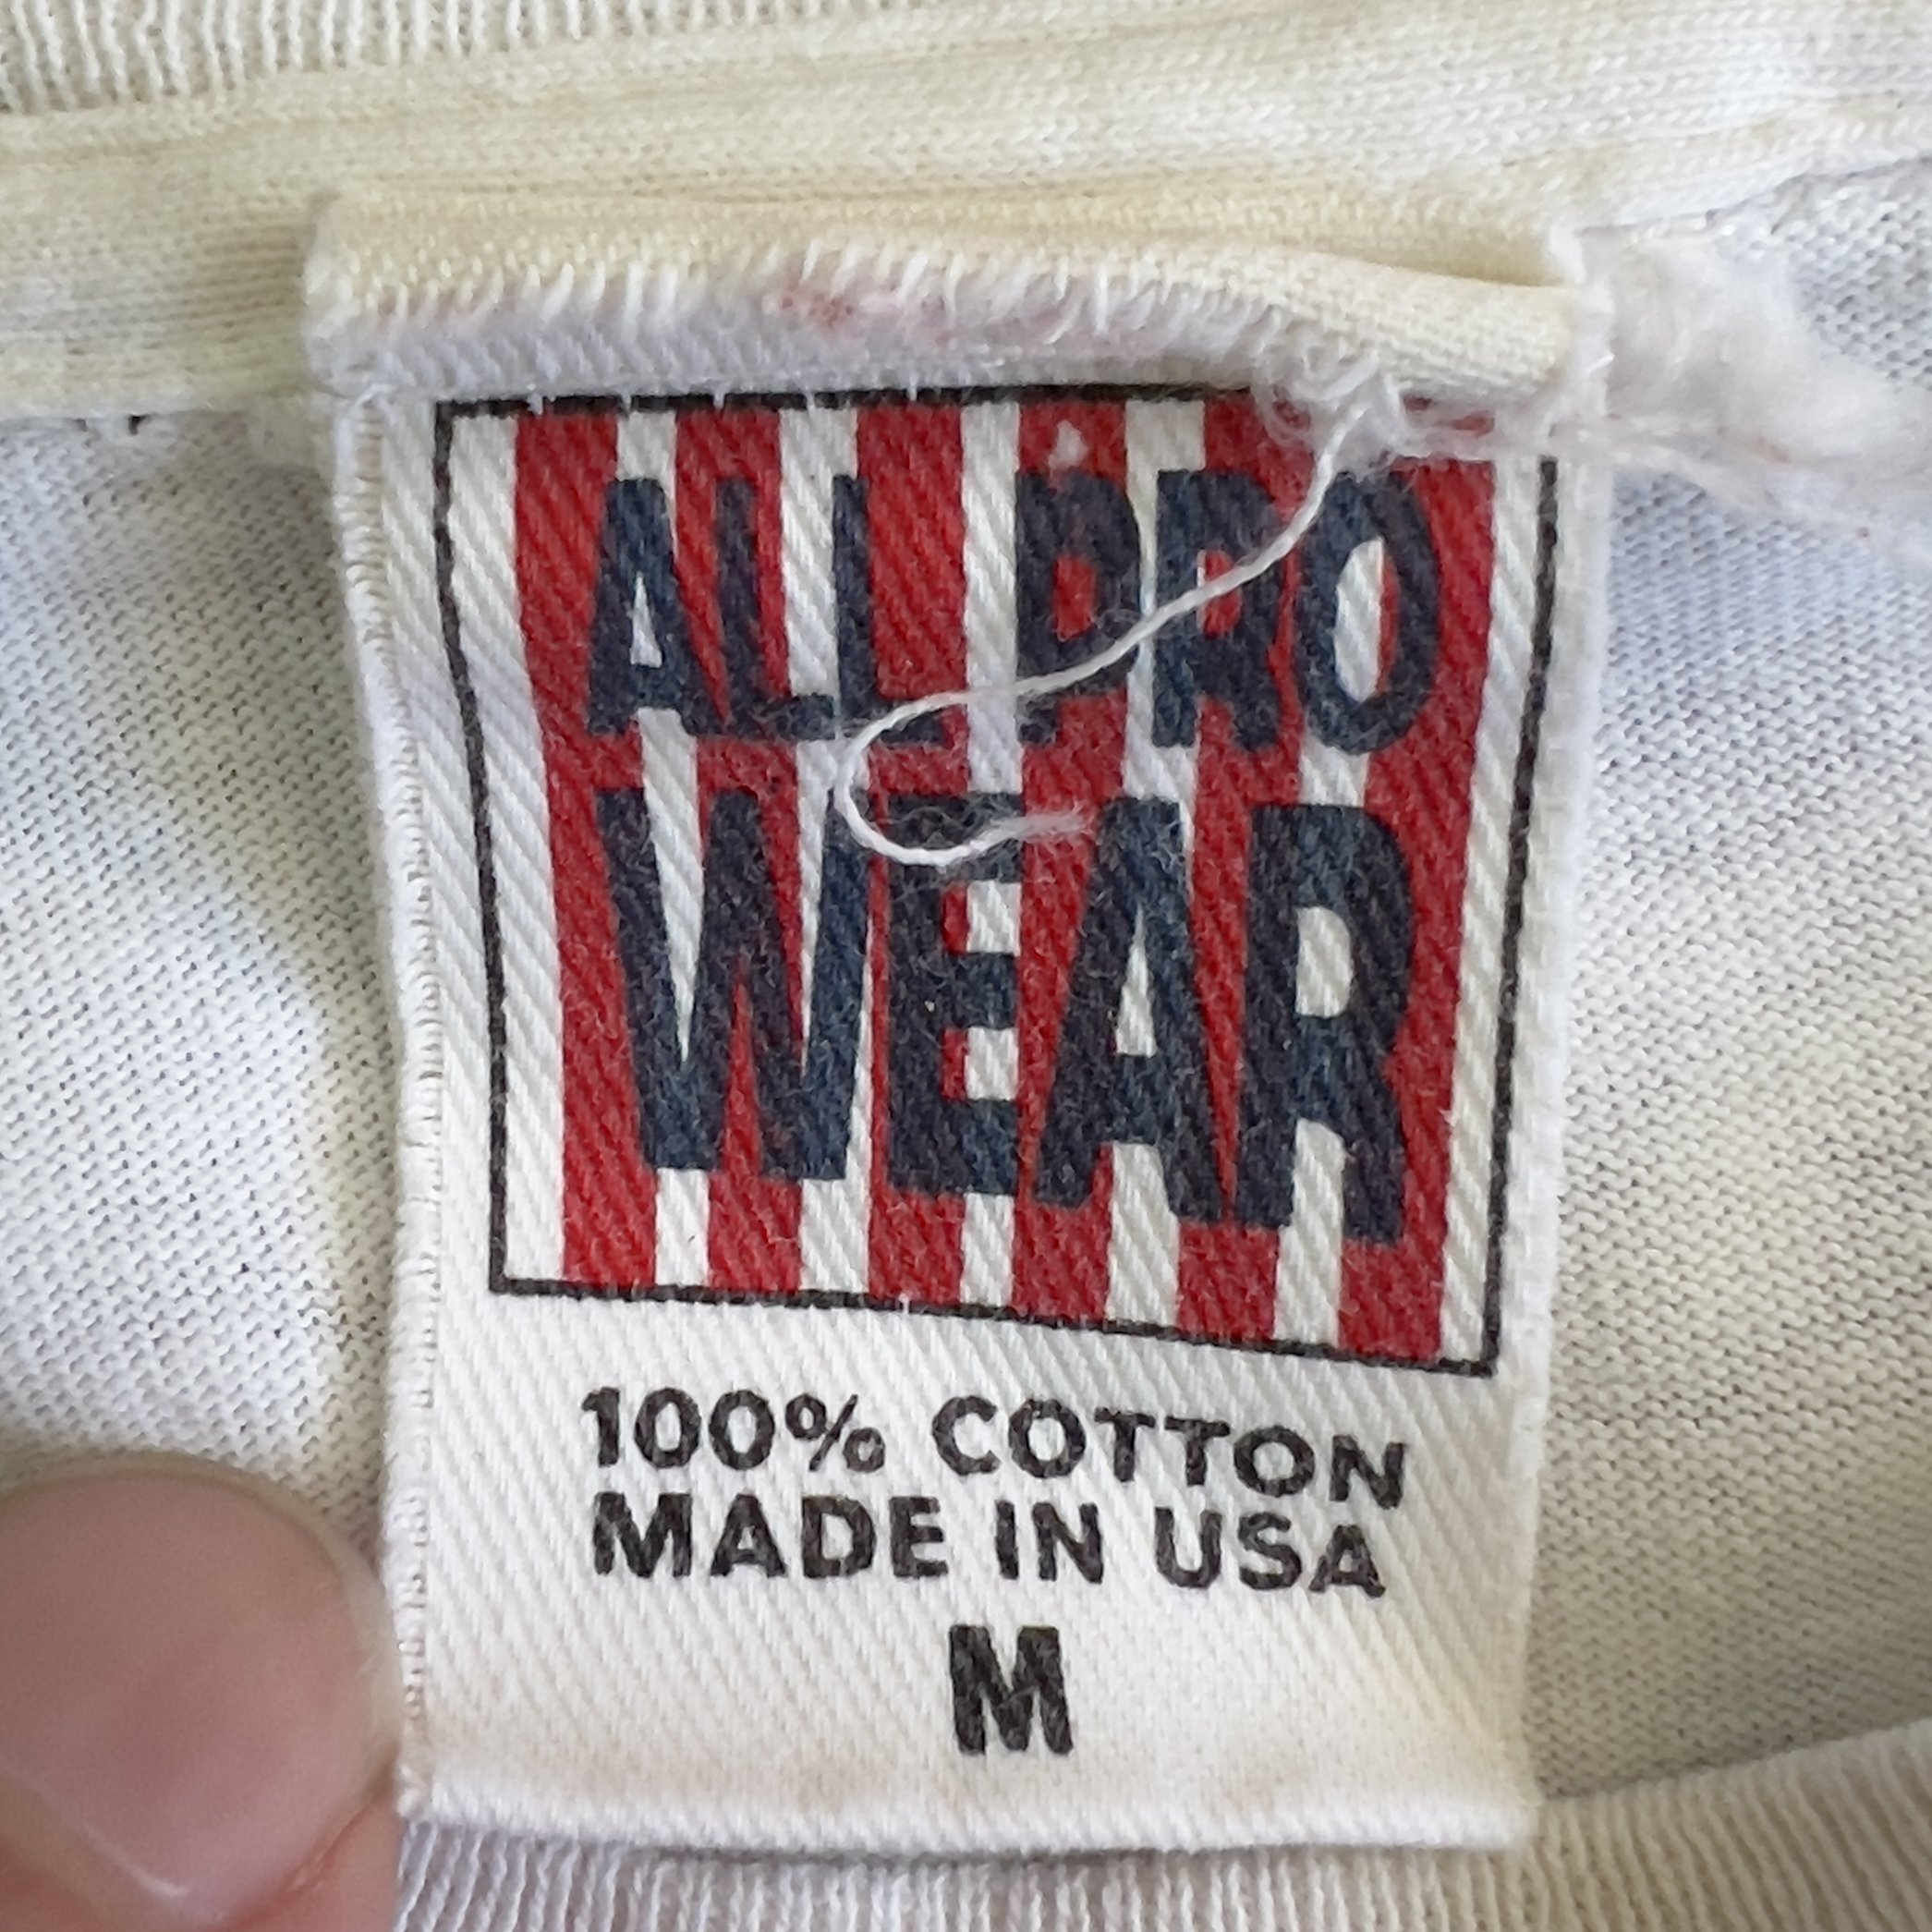 ALL PRO
WEAR
100% COTTON
MADE IN USA
M